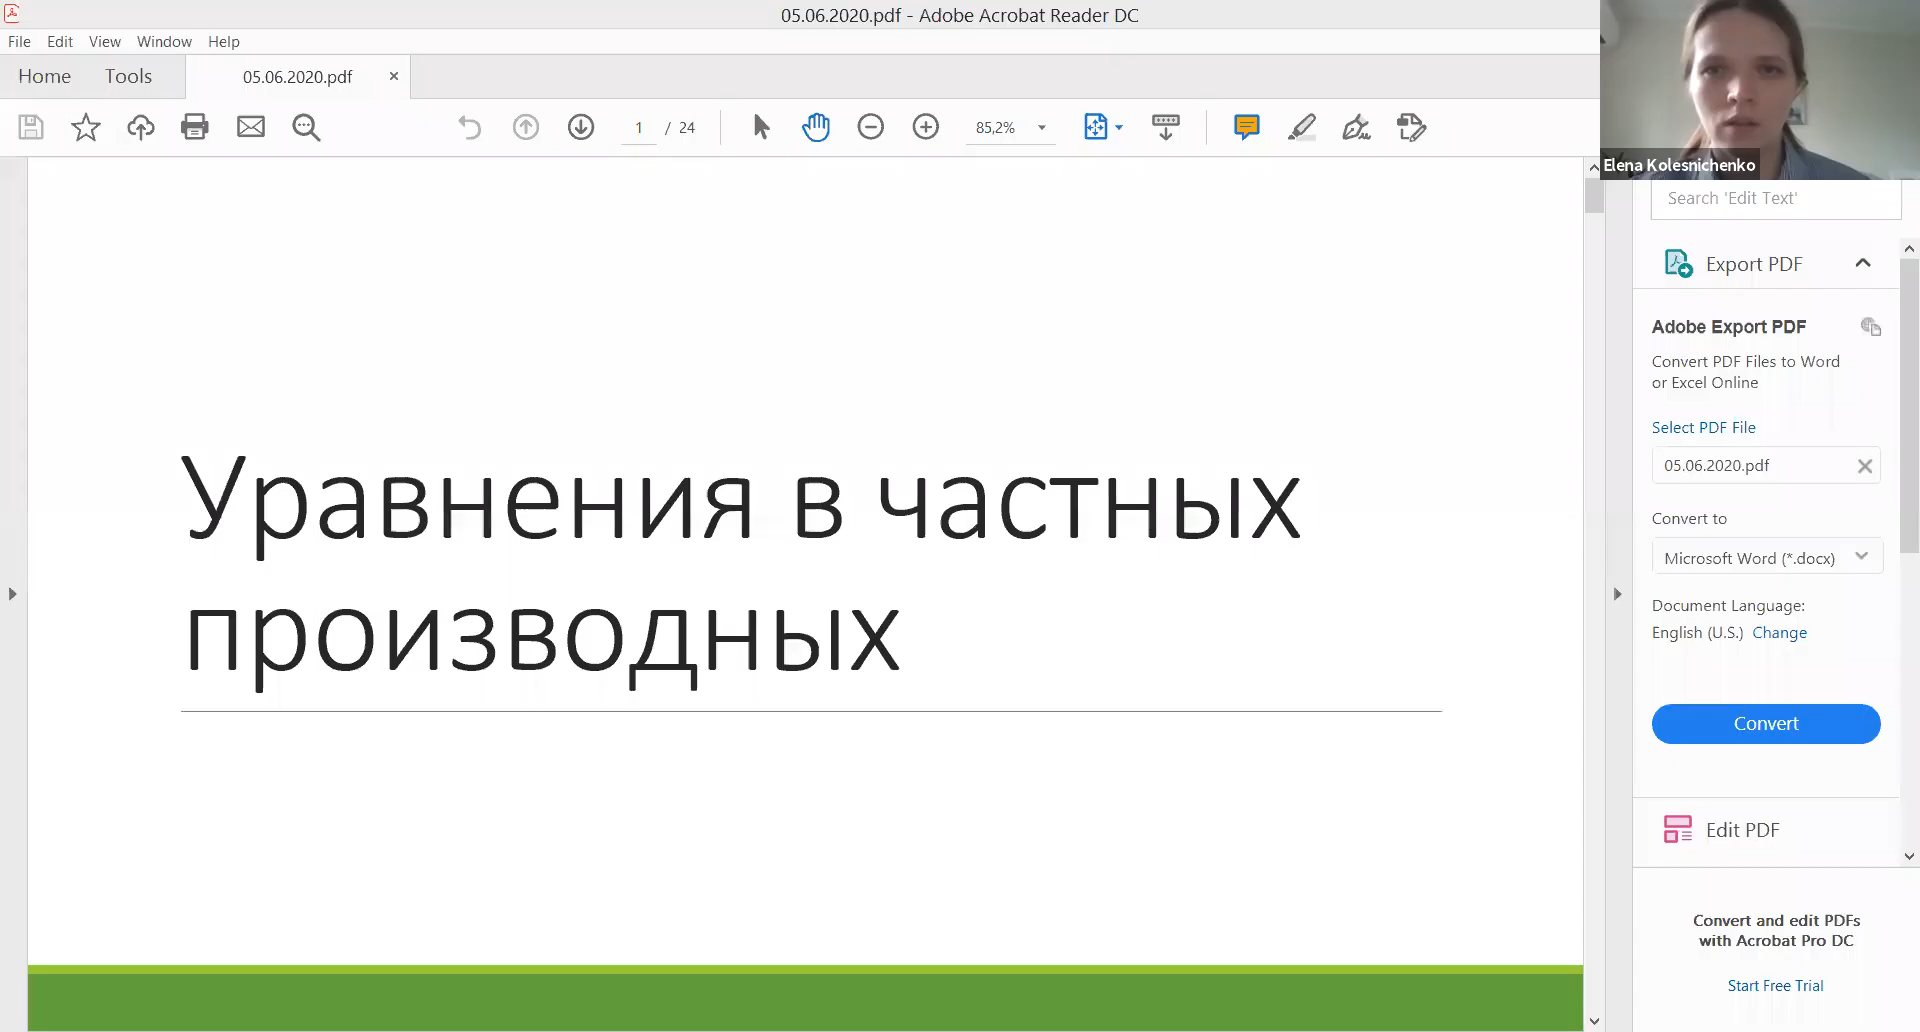 05.06.2020.pdf - Adobe Acrobat Reader DC
File Edit View Window Help
Home Tools 05.06.2020.pdf ×
1 / 24 85,2%
Elena Kolesnichenko
Search 'Edit Text'
Export PDF
Adobe Export PDF
Convert PDF Files to Word
or Excel Online
Select PDF File
05.06.2020.pdf
Convert to
Microsoft Word (*.docx)
Document Language:
English (U.S.) Change
Convert
Edit PDF
Convert and edit PDFs
with Acrobat Pro DC
Start Free Trial
Уравнения в частных
производных